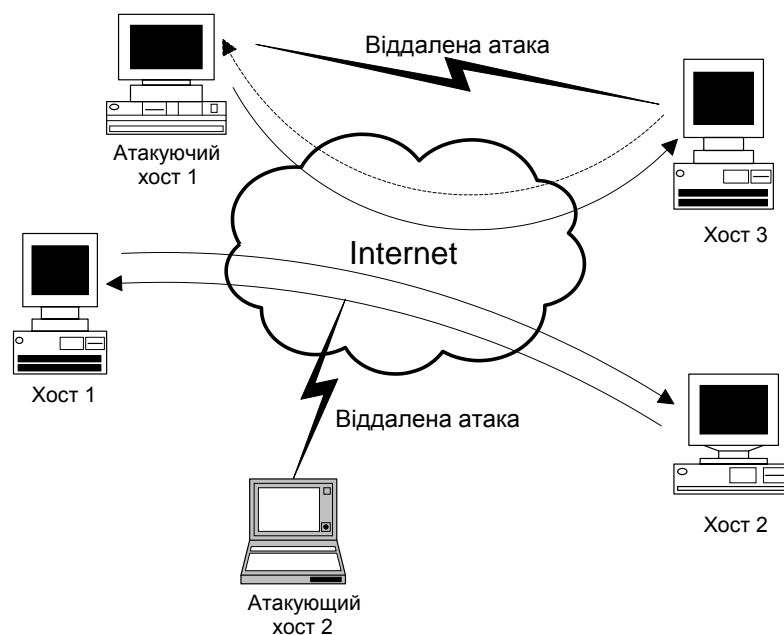 Віддалена атака
Атакуючий
хост 1
Хост 3
Internet
Хост 1
Віддалена атака
Хост 2
Атакующий
хост 2